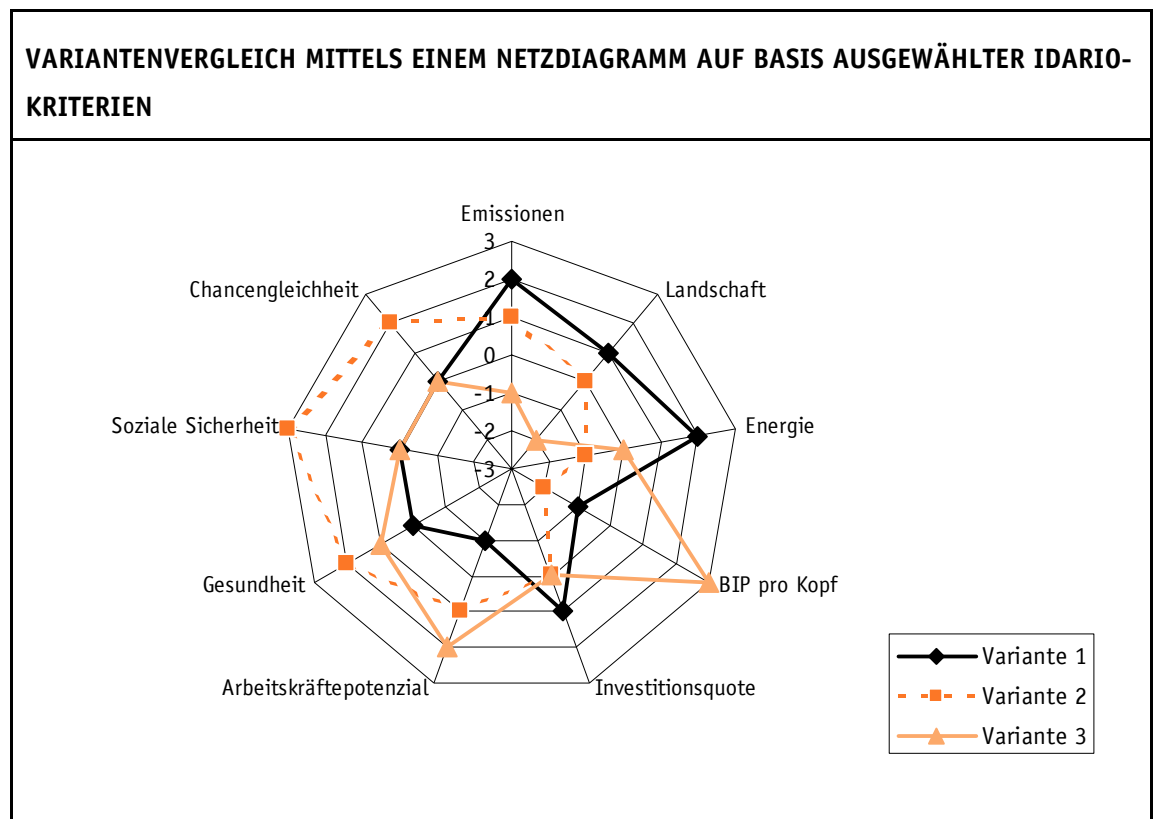 VARIANTENVERGLEICH MITTELS EINEM NETZDIAGRAMM AUF BASIS AUSGEWÄHLTER IDARIO-
KRITERIEN
Emissionen
3
2
1
0
-1
-2
-3
Chancengleichheit
Landschaft
Soziale Sicherheit
Energie
Gesundheit
BIP pro Kopf
Arbeitskräftepotenzial
Investitionsquote
Variante 1
Variante 2
Variante 3